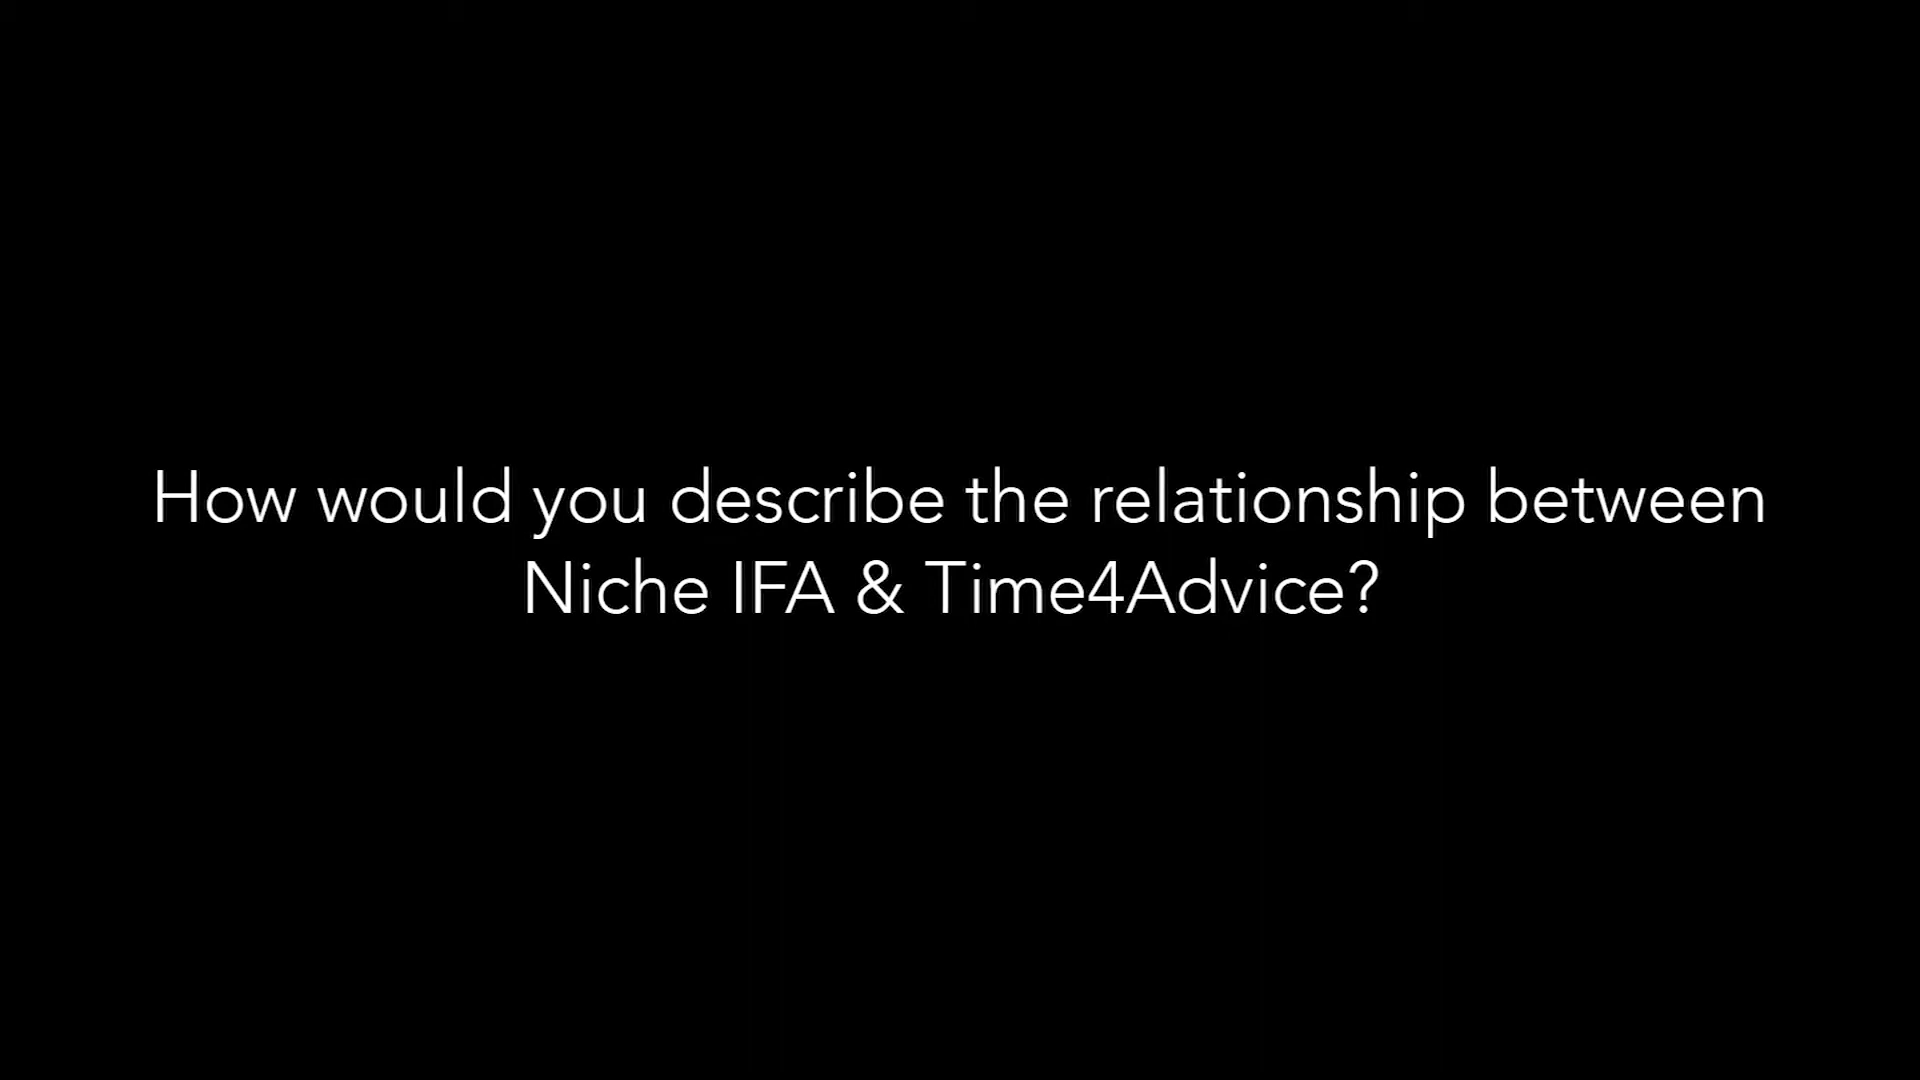 How would you describe the relationship between
Niche IFA & Time4Advice?